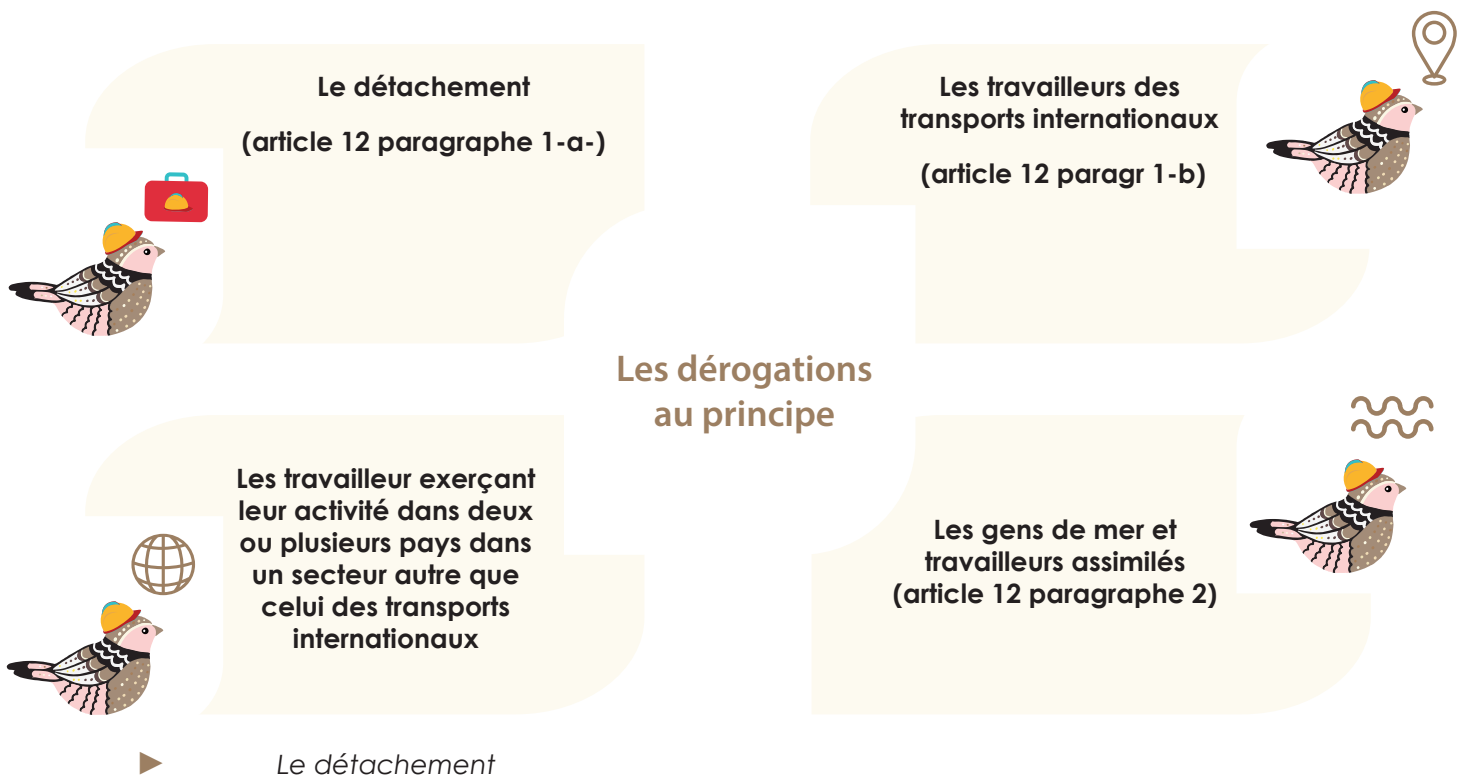 Le détachement
(article 12 paragraphe 1-a-)
Les travailleurs des
transports internationaux
(article 12 paragr 1-b)
Les dérogations
au principe
Les travailleur exerçant
leur activité dans deux
ou plusieurs pays dans
un secteur autre que
celui des transports
internationaux
Les gens de mer et
travailleurs assimilés
(article 12 paragraphe 2)
► Le détachement